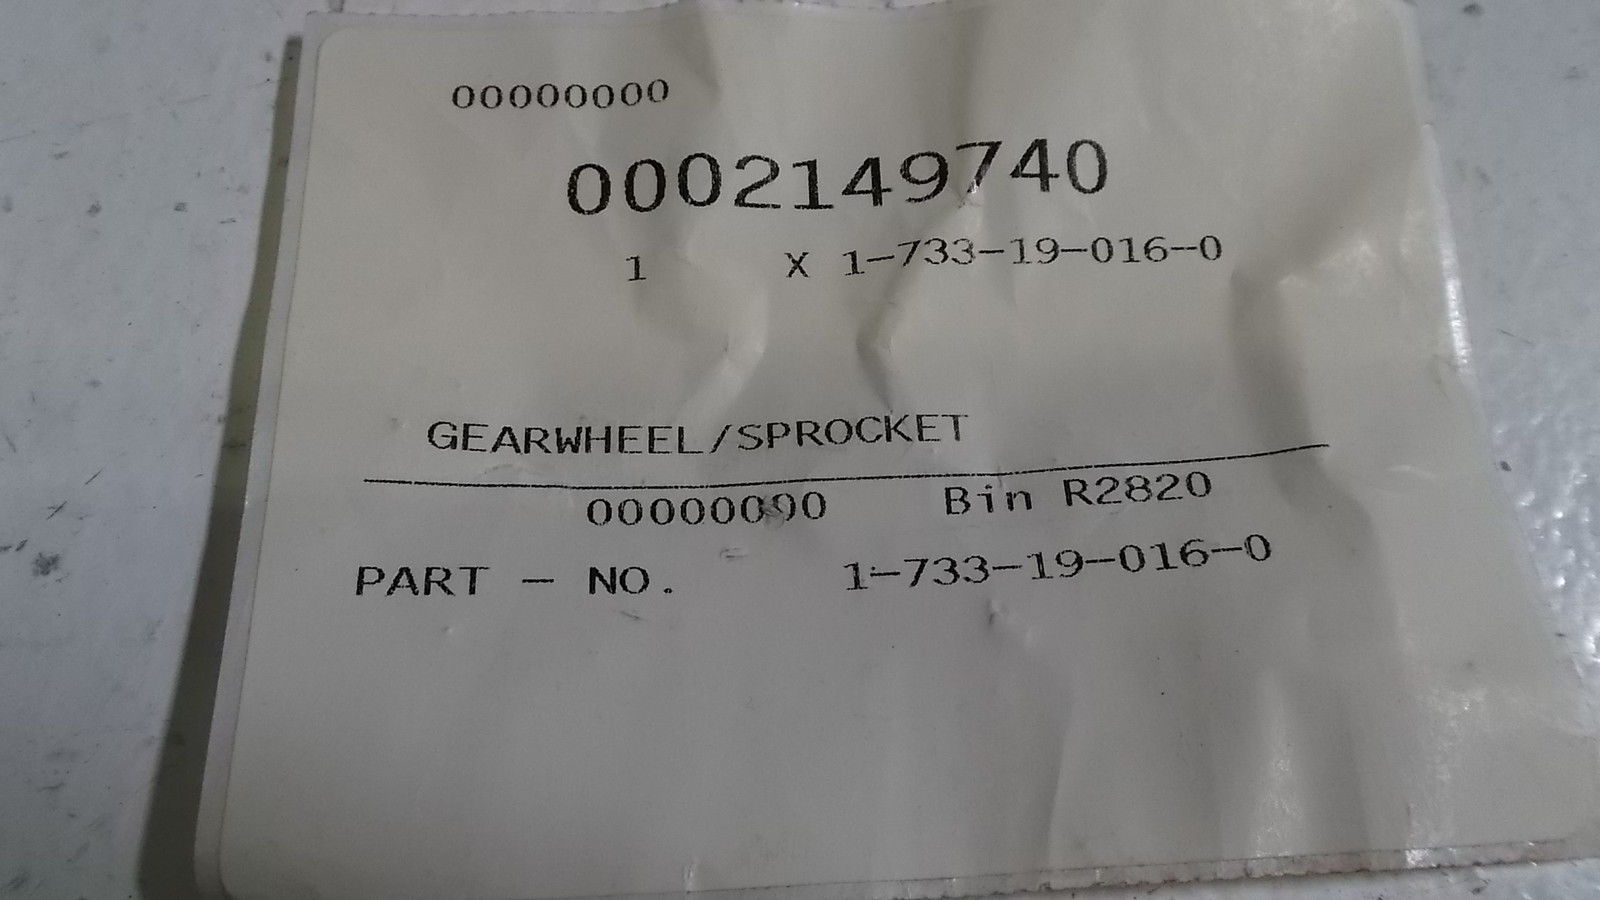 00000000
0002149740
1 X 1-733-19-016-0
GEARWHEEL/SPROCKET
00000000 Bin R2820
PART - NO. 1-733-19-016-0